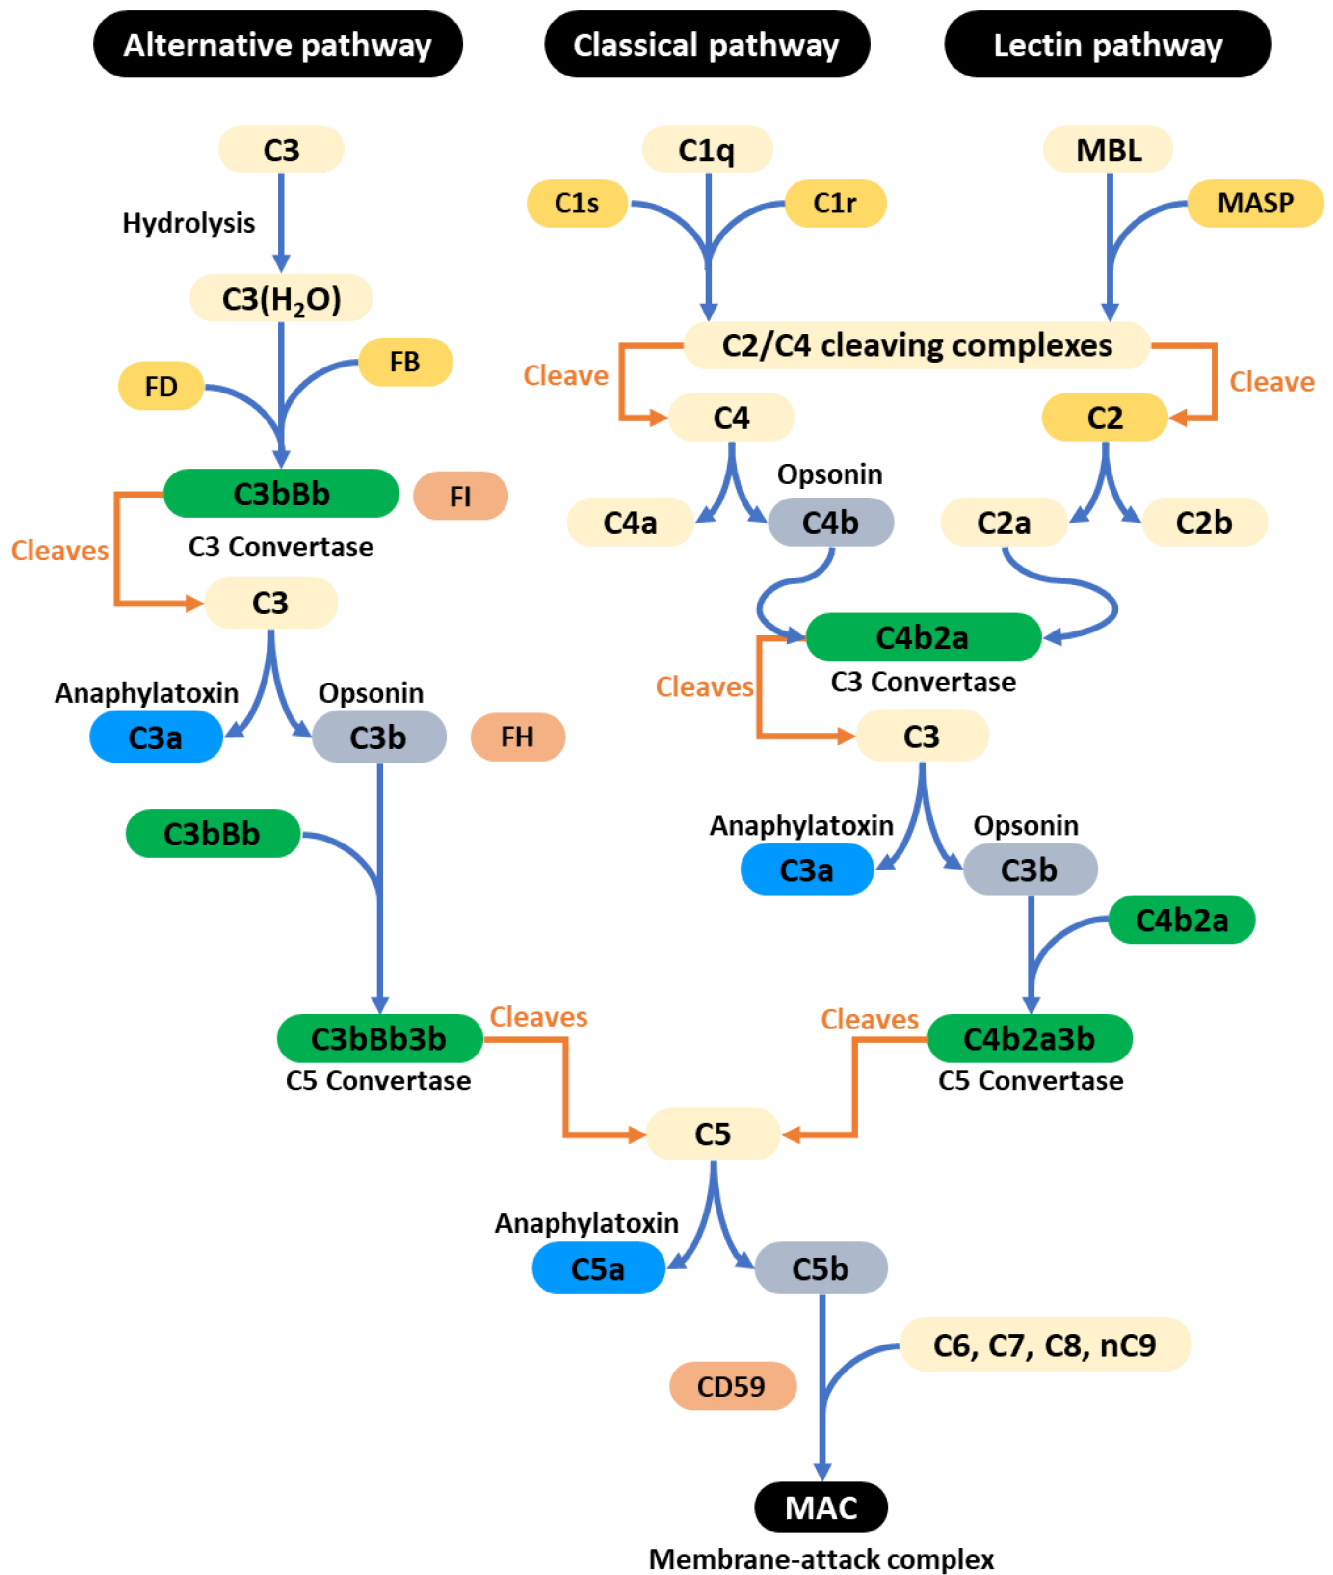 Alternative pathway
Classical pathway
Lectin pathway
C3
C1q
MBL
C1s
C1r
MASP
Hydrolysis
C3(H₂O)
C2/C4 cleaving complexes
FB
FD
Cleave
Cleave
C4
C2
C3bBb
FI
Opsonin
C4a
C4b
C2a
C2b
C3 Convertase
Cleaves
C3
C4b2a
C3 Convertase
Cleaves
Anaphylatoxin
Opsonin
C3a
C3b
FH
C3
C3bBb
Anaphylatoxin
Opsonin
C3a
C3b
C4b2a
Cleaves
Cleaves
C3bBb3b
C4b2a3b
C5 Convertase
C5 Convertase
C5
Anaphylatoxin
C5a
C5b
C6, C7, C8, nC9
CD59
MAC
Membrane-attack complex